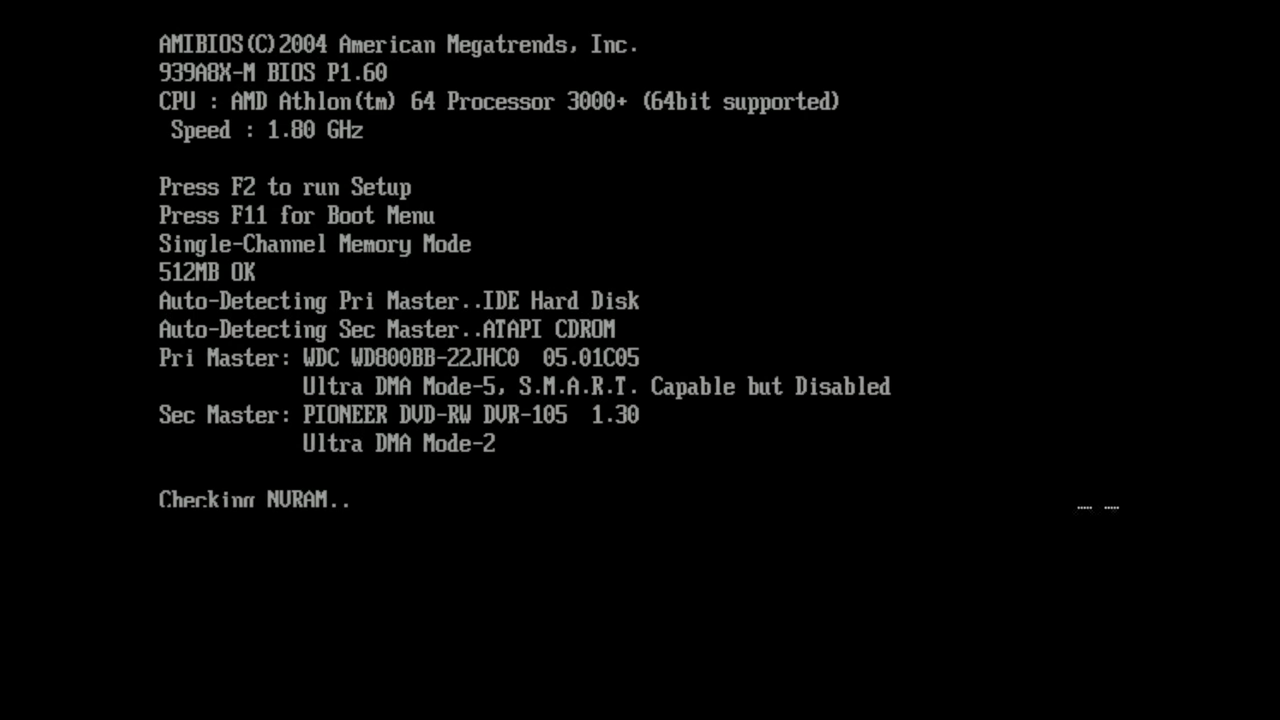 AMIBIOS(C)2004 American Megatrends, Inc.
939A8X-M BIOS P1.60
CPU : AMD Athlon(tm) 64 Processor 3000+ (64bit supported)
Speed : 1.80 GHz
Press F2 to run Setup
Press F11 for Boot Menu
Single-Channel Memory Mode
512MB OK
Auto-Detecting Pri Master..IDE Hard Disk
Auto-Detecting Sec Master..ATAPI CDROM
Pri Master: WDC WD800BB-22JHC0  05.01C05
Ultra DMA Mode-5, S.M.A.R.T. Capable but Disabled
Sec Master: PIONEER DVD-RW DVR-105  1.30
Ultra DMA Mode-2
Checking NVRAM..